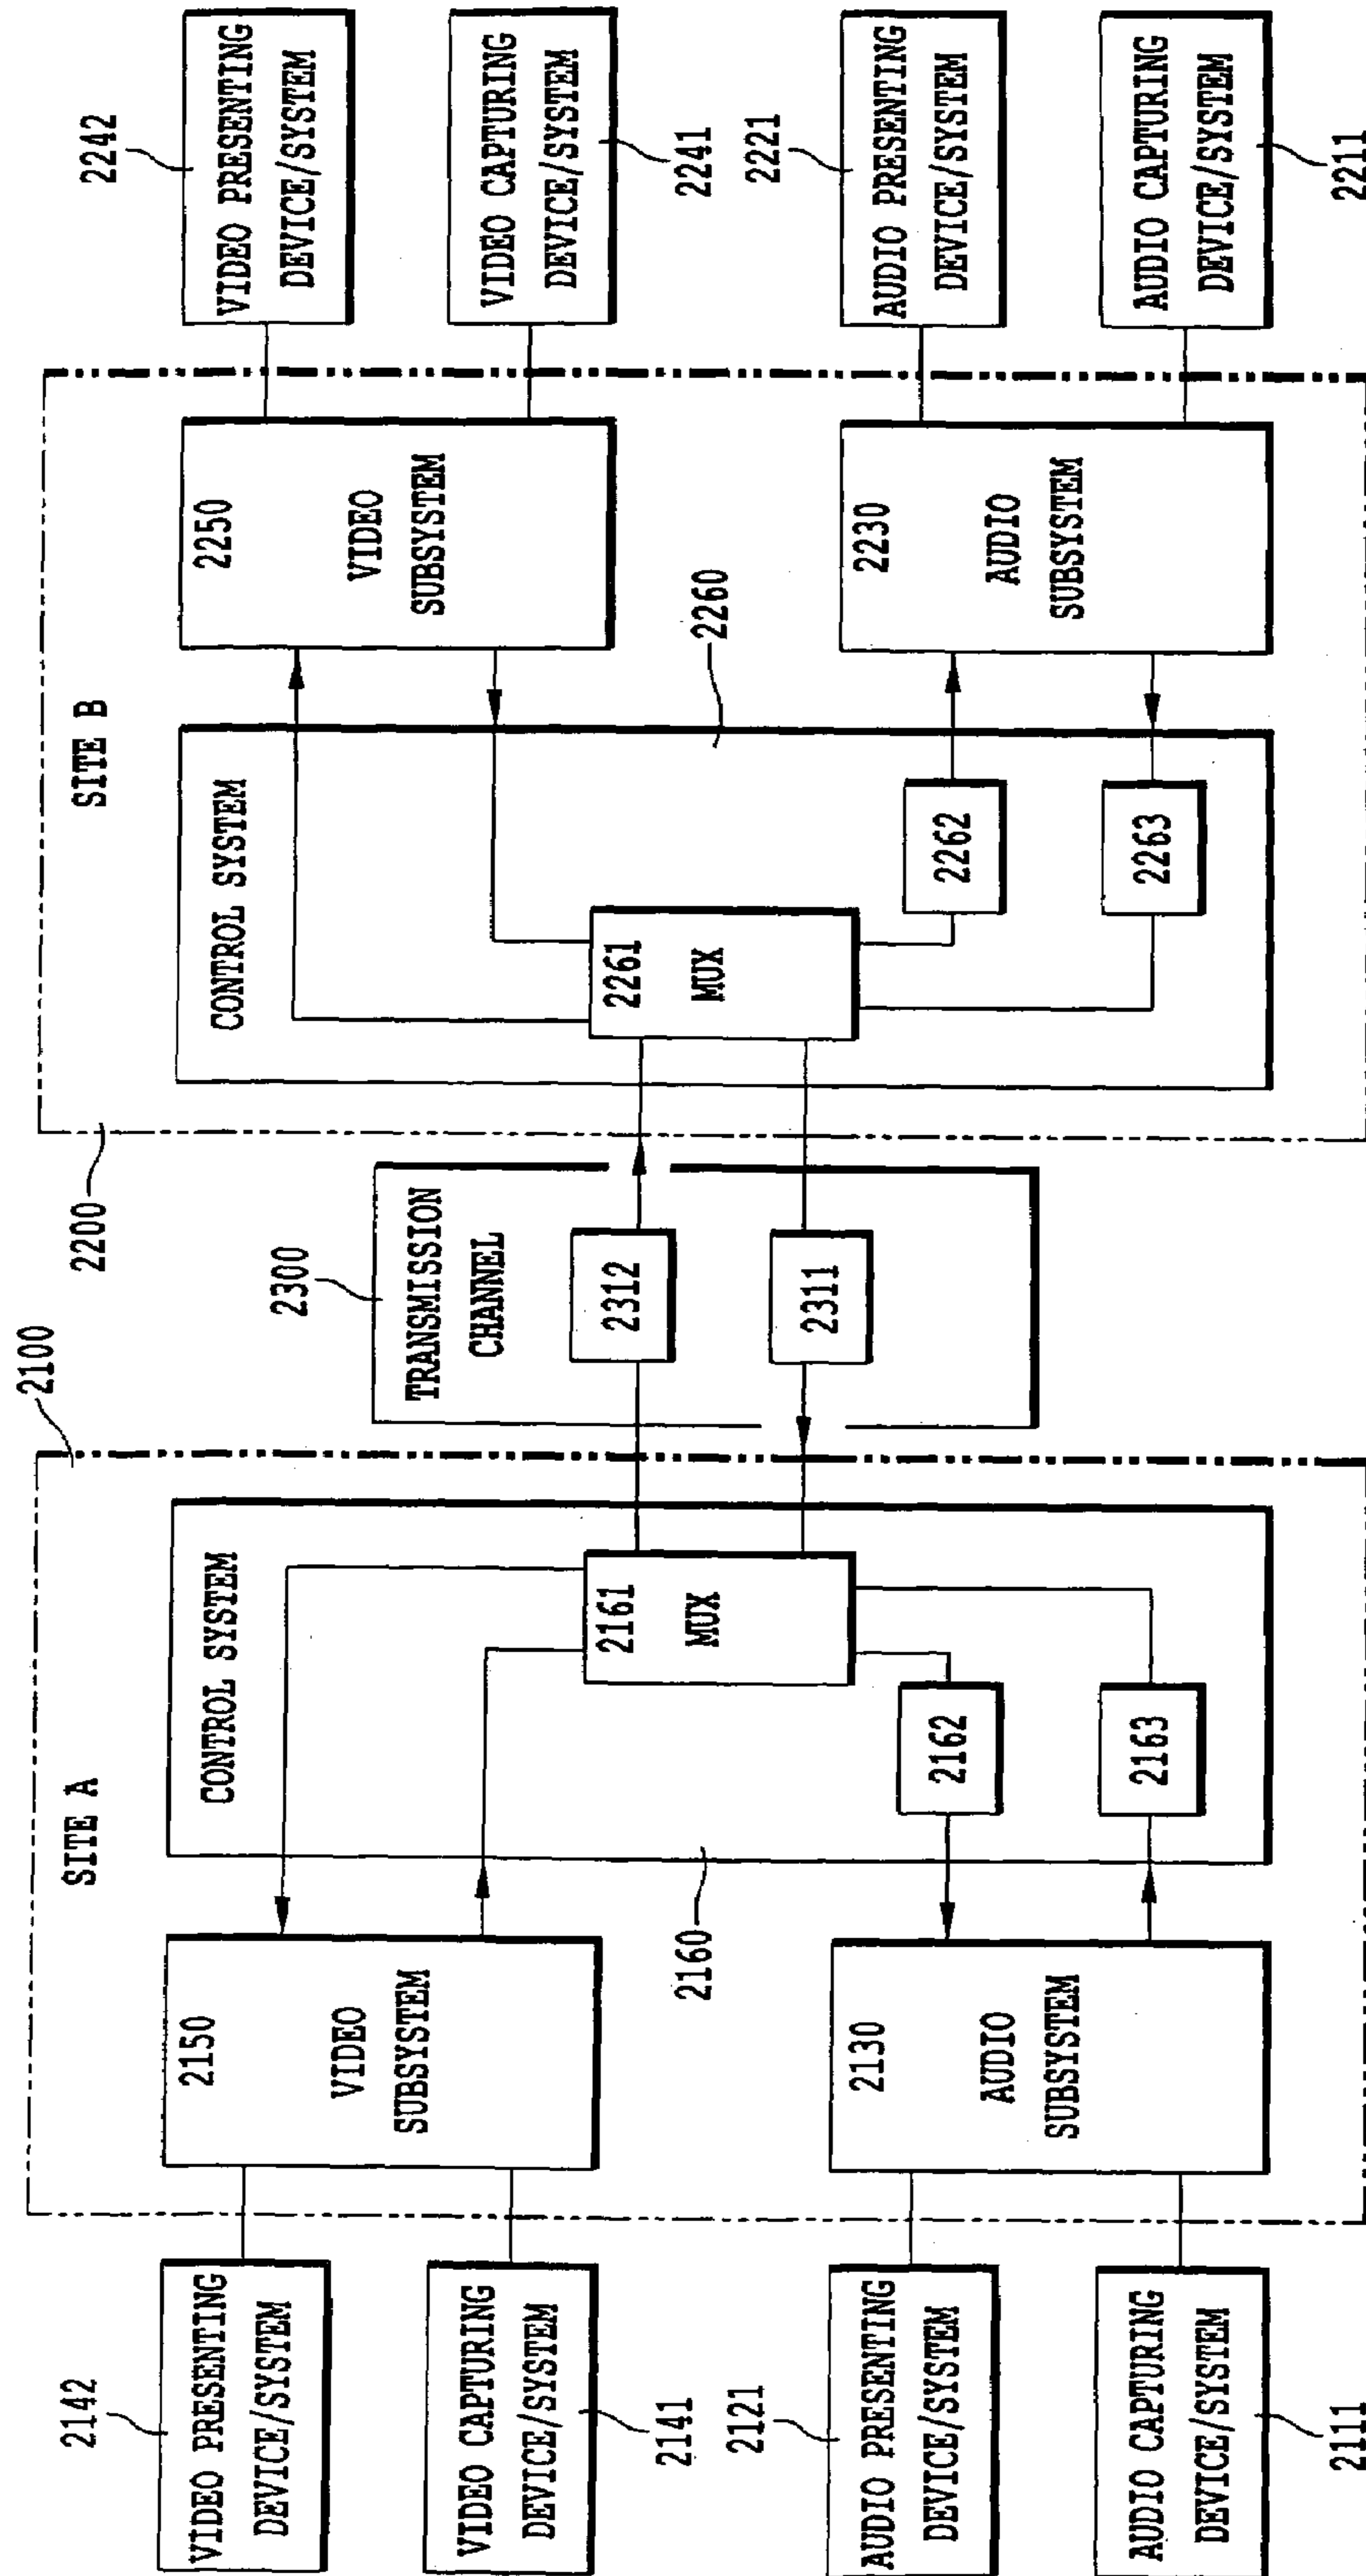 2100
SITE A
2142
VIDEO PRESENTING
DEVICE/SYSTEM
VIDEO CAPTURING
DEVICE/SYSTEM
2141
2121
AUDIO PRESENTING
DEVICE/SYSTEM
AUDIO CAPTURING
DEVICE/SYSTEM
2111
2150
VIDEO
SUBSYSTEM
2130
AUDIO
SUBSYSTEM
CONTROL SYSTEM
2160
2161
MUX
2162
2163
2300
TRANSMISSION
CHANNEL
2312
2311
2200
SITE B
CONTROL SYSTEM
2260
2261
MUX
2262
2263
2250
VIDEO
SUBSYSTEM
2230
AUDIO
SUBSYSTEM
2242
VIDEO PRESENTING
DEVICE/SYSTEM
VIDEO CAPTURING
DEVICE/SYSTEM
2241
2221
AUDIO PRESENTING
DEVICE/SYSTEM
AUDIO CAPTURING
DEVICE/SYSTEM
2211